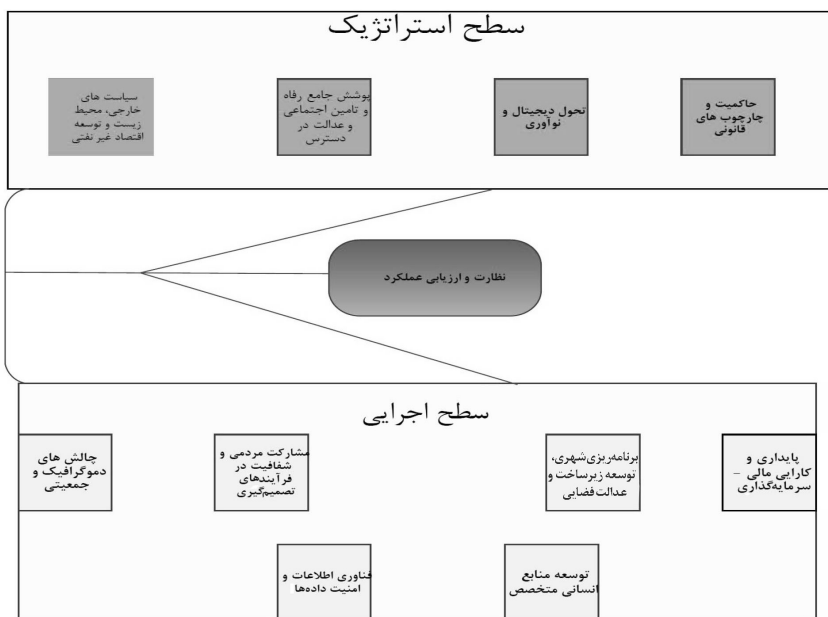 سطح استراتژیک
حاکمیت و
چارچوب های
قانونی
تحول دیجیتال و
نوآوری
پوشش جامع رفاه
و تامین اجتماعی
و عدالت در
دسترس
سیاست های
خارجی، محیط
زیست و توسعه
اقتصاد غیر نفتی
نظارت و ارزیابی عملکرد
سطح اجرایی
پایداری و
کارایی مالی –
سرمایه‌گذاری
برنامه‌ریزی شهری،
توسعه زیرساخت و
عدالت فضایی
مشارکت مردمی و
شفافیت در
فرآیندهای
تصمیم‌گیری
چالش های
دموگرافیک و
جمعیتی
توسعه منابع
انسانی متخصص
فناوری اطلاعات و
امنیت داده‌ها